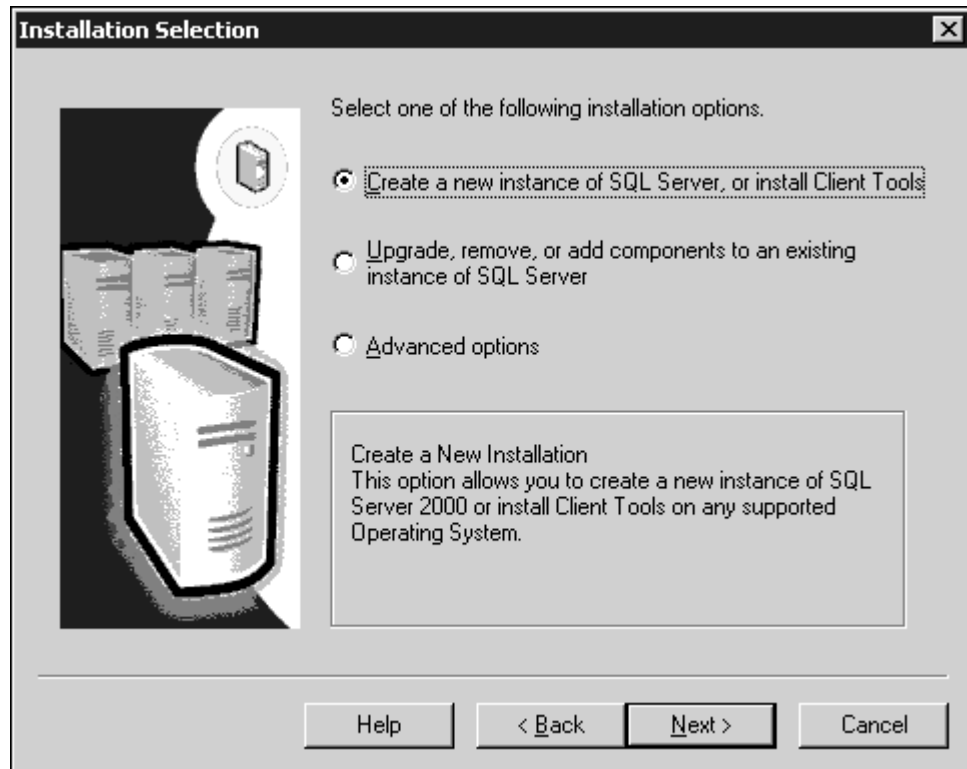 Installation Selection
Select one of the following installation options.
Create a new instance of SQL Server, or install Client Tools
Upgrade, remove, or add components to an existing
instance of SQL Server
Advanced options
Create a New Installation
This option allows you to create a new instance of SQL
Server 2000 or install Client Tools on any supported
Operating System.
Help
< Back
Next >
Cancel